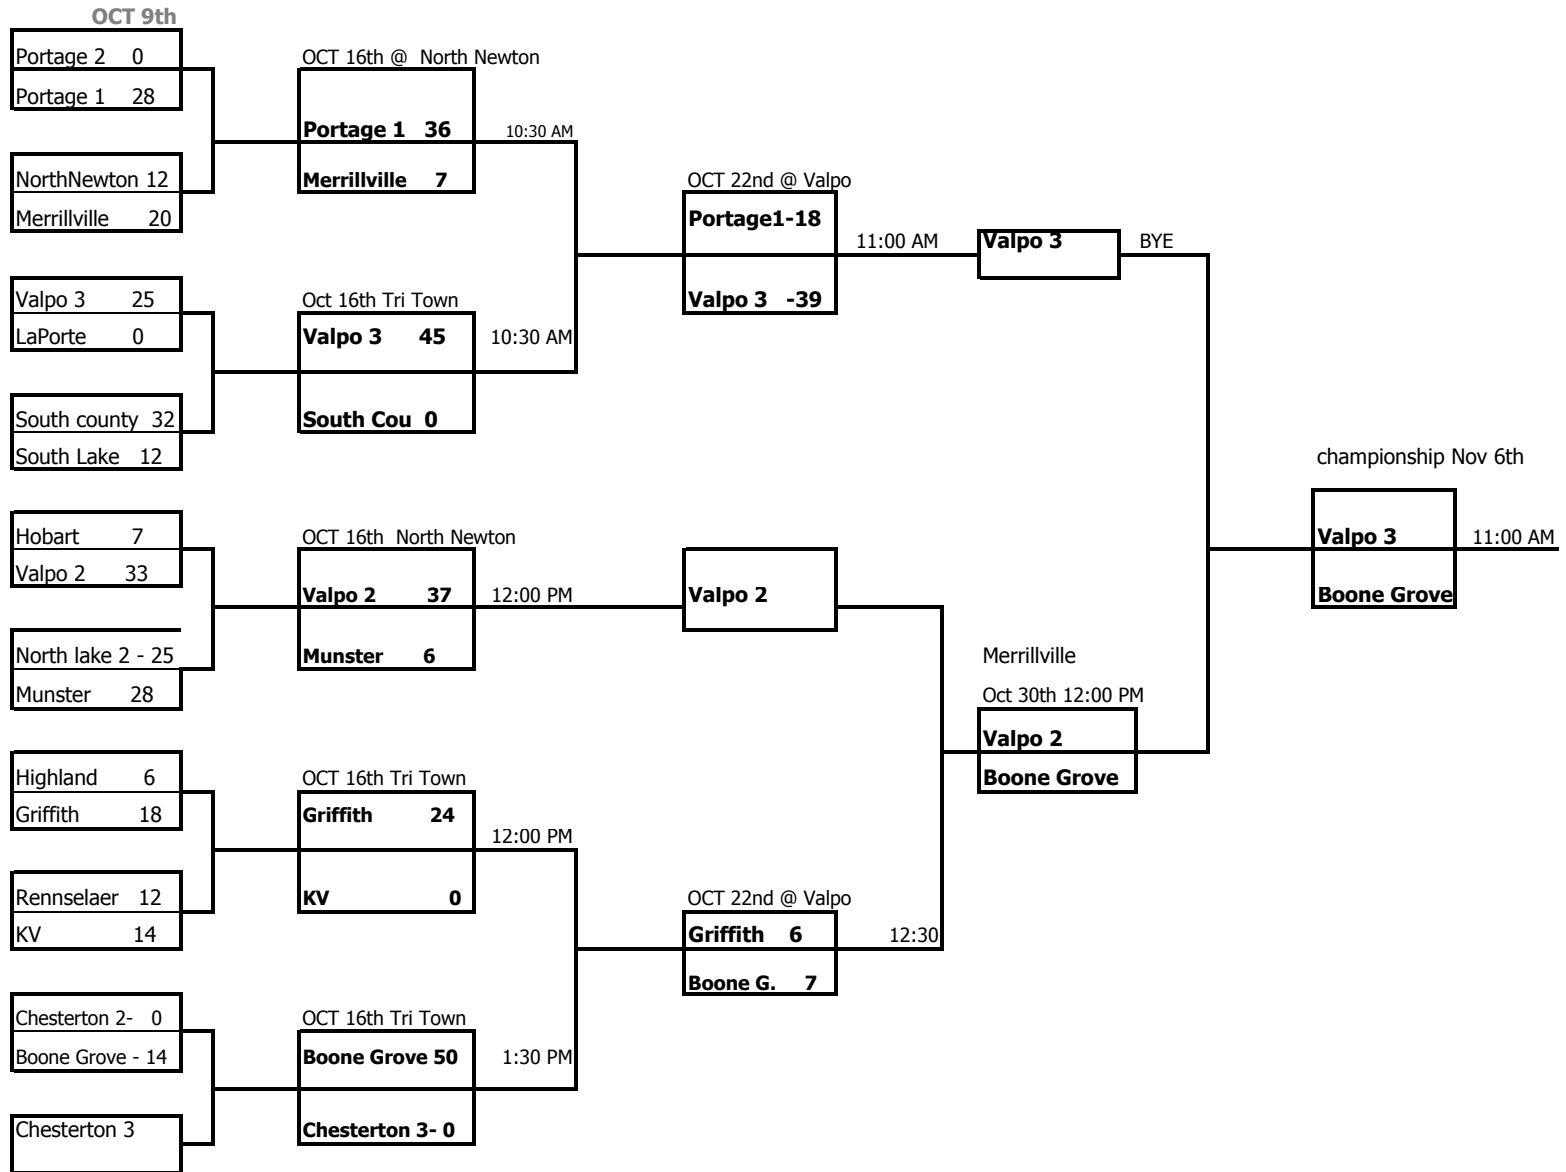 OCT 9th
Portage 2 0
Portage 1 28
NorthNewton 12
Merrillville 20
Valpo 3 25
LaPorte 0
South county 32
South Lake 12
Hobart 7
Valpo 2 33
North lake 2 - 25
Munster 28
Highland 6
Griffith 18
Rennselaer 12
KV 14
Chesterton 2- 0
Boone Grove - 14
Chesterton 3
OCT 16th @ North Newton
Portage 1 36
10:30 AM
Merrillville 7
Oct 16th Tri Town
Valpo 3 45
10:30 AM
South Cou 0
OCT 16th North Newton
Valpo 2 37
12:00 PM
Munster 6
OCT 16th Tri Town
Griffith 24
12:00 PM
KV 0
OCT 16th Tri Town
Boone Grove 50
1:30 PM
Chesterton 3- 0
OCT 22nd @ Valpo
Portage1-18
11:00 AM
Valpo 3 -39
Valpo 2
OCT 22nd @ Valpo
Griffith 6
12:30
Boone G. 7
Valpo 3
BYE
Merrillville
Oct 30th 12:00 PM
Valpo 2
Boone Grove
championship Nov 6th
Valpo 3
11:00 AM
Boone Grove